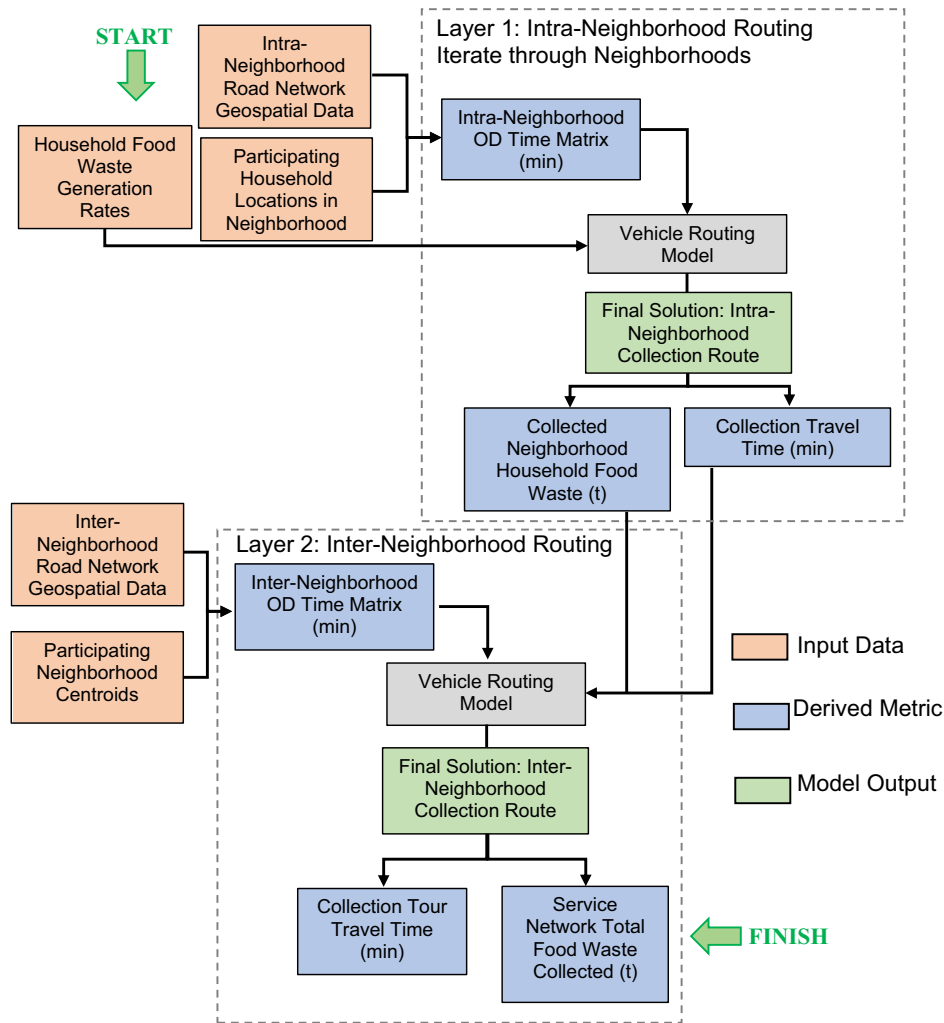 START
Household Food
Waste
Generation
Rates
Intra-
Neighborhood
Road Network
Geospatial Data
Participating
Household
Locations in
Neighborhood
Layer 1: Intra-Neighborhood Routing
Iterate through Neighborhoods
Intra-Neighborhood
OD Time Matrix
(min)
Vehicle Routing
Model
Final Solution: Intra-
Neighborhood
Collection Route
Collected
Neighborhood
Household Food
Waste (t)
Collection Travel
Time (min)
Inter-
Neighborhood
Road Network
Geospatial Data
Participating
Neighborhood
Centroids
Layer 2: Inter-Neighborhood Routing
Inter-Neighborhood
OD Time Matrix
(min)
Vehicle Routing
Model
Final Solution: Inter-
Neighborhood
Collection Route
Collection Tour
Travel Time
(min)
Service
Network Total
Food Waste
Collected (t)
FINISH
Input Data
Derived Metric
Model Output